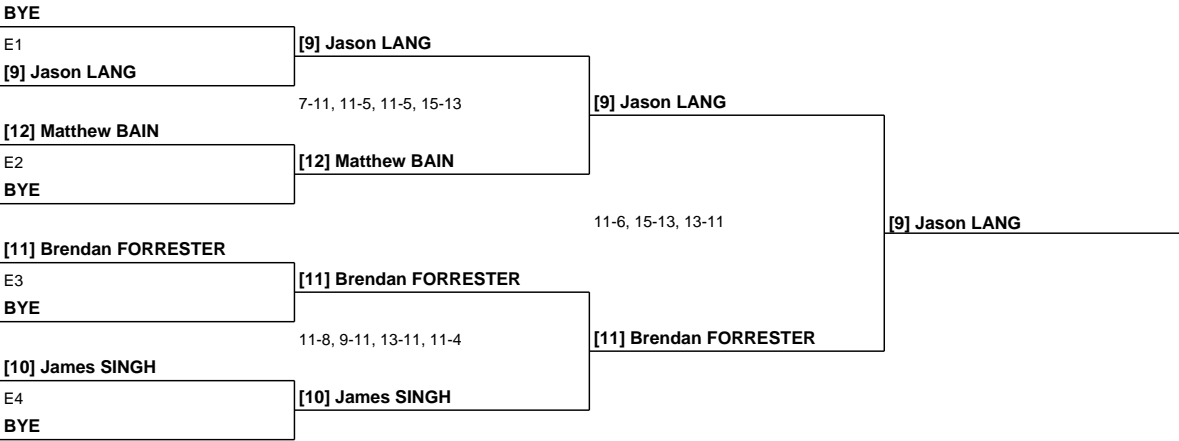 BYE
E1
[9] Jason LANG
[9] Jason LANG
7-11, 11-5, 11-5, 15-13
[9] Jason LANG
[12] Matthew BAIN
E2
[12] Matthew BAIN
BYE
11-6, 15-13, 13-11
[9] Jason LANG
[11] Brendan FORRESTER
E3
[11] Brendan FORRESTER
BYE
11-8, 9-11, 13-11, 11-4
[11] Brendan FORRESTER
[10] James SINGH
E4
[10] James SINGH
BYE